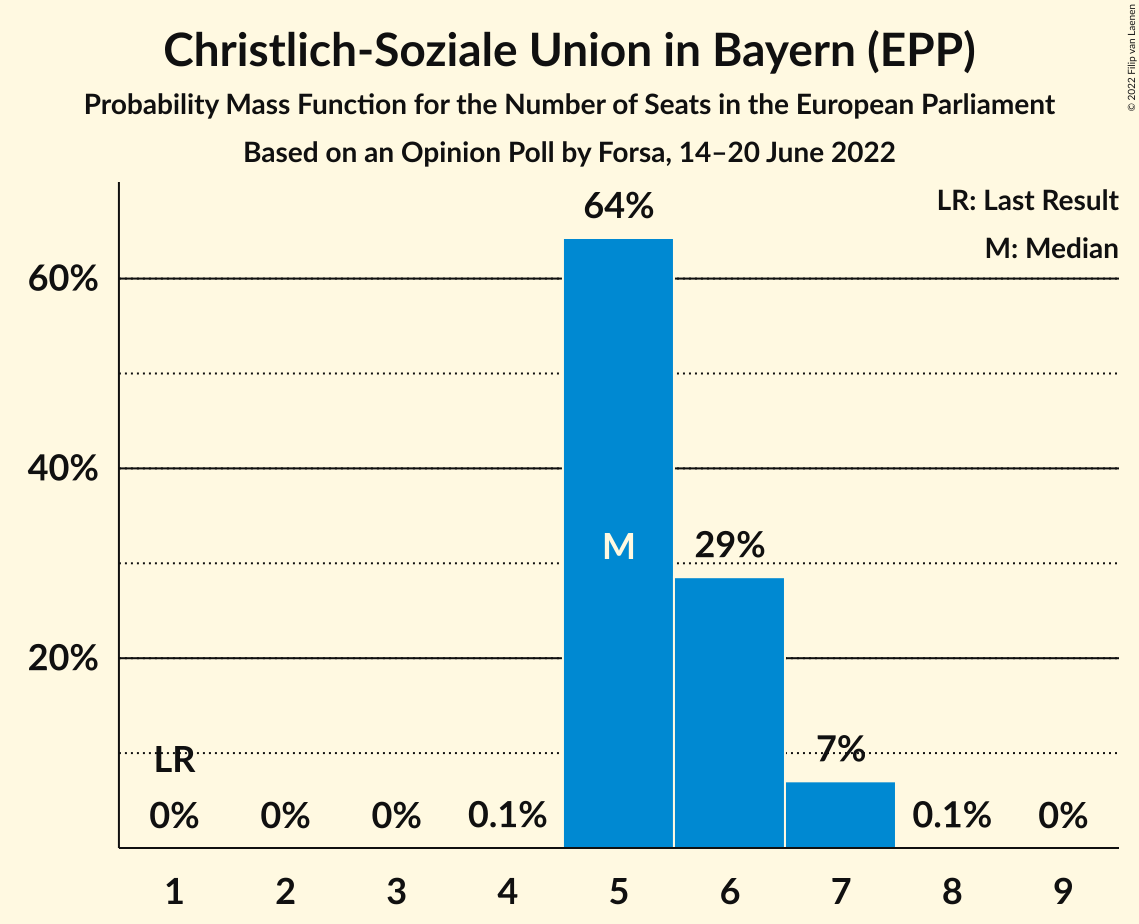 Christlich-Soziale Union in Bayern (EPP)
Probability Mass Function for the Number of Seats in the European Parliament
Based on an Opinion Poll by Forsa, 14–20 June 2022
© 2022 Filip van Laenen
LR: Last Result
M: Median
64%
60%
40%
M
29%
20%
LR
7%
0%
0%
0%
0.1%
0.1%
0%
1 2 3 4 5 6 7 8 9